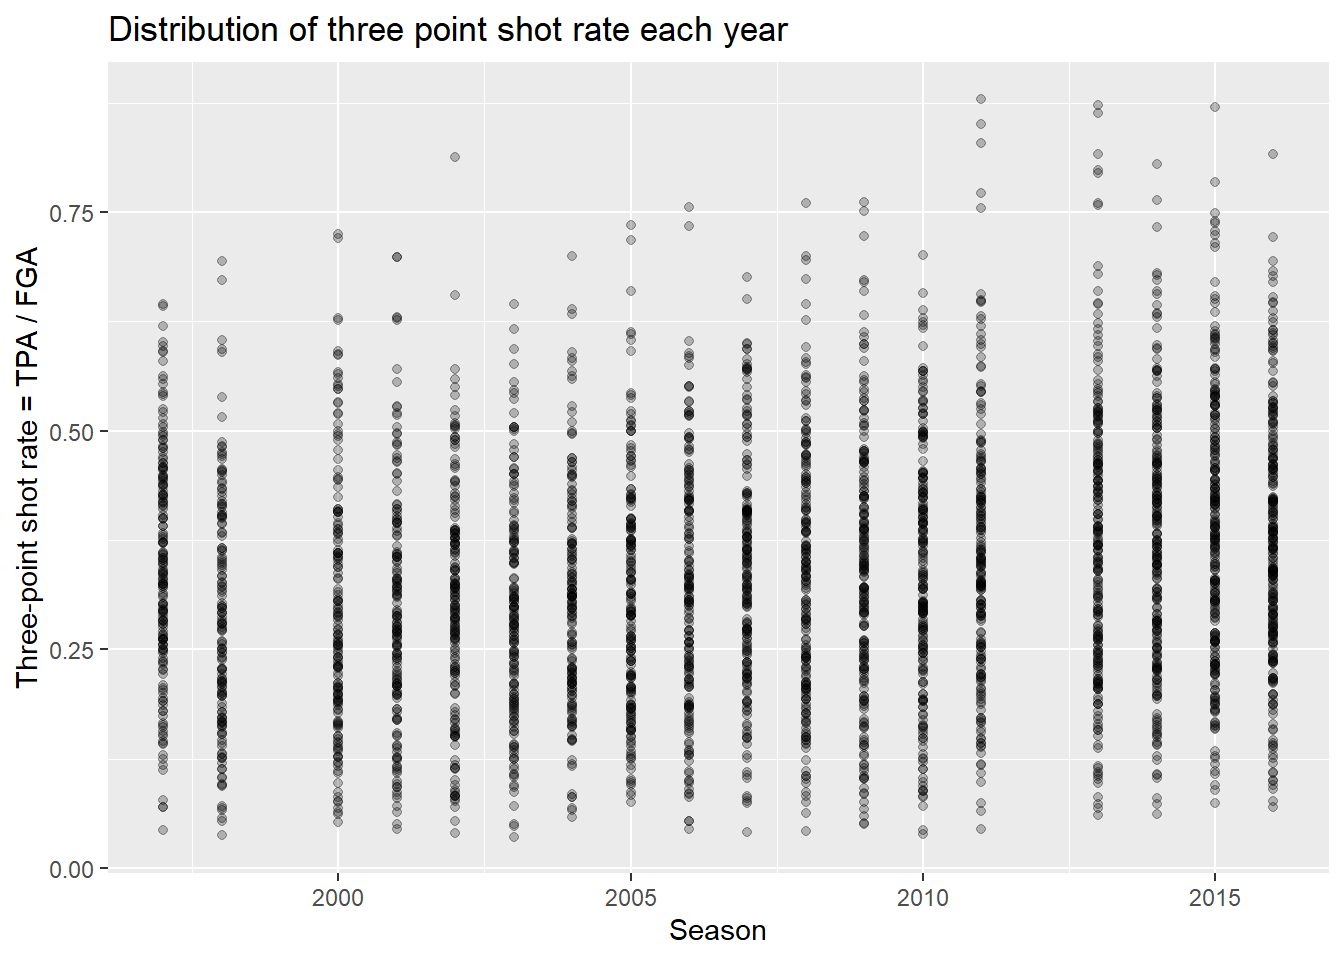 Distribution of three point shot rate each year
Three-point shot rate = TPA / FGA
0.75
0.50
0.25
0.00
2000
2005
2010
2015
Season